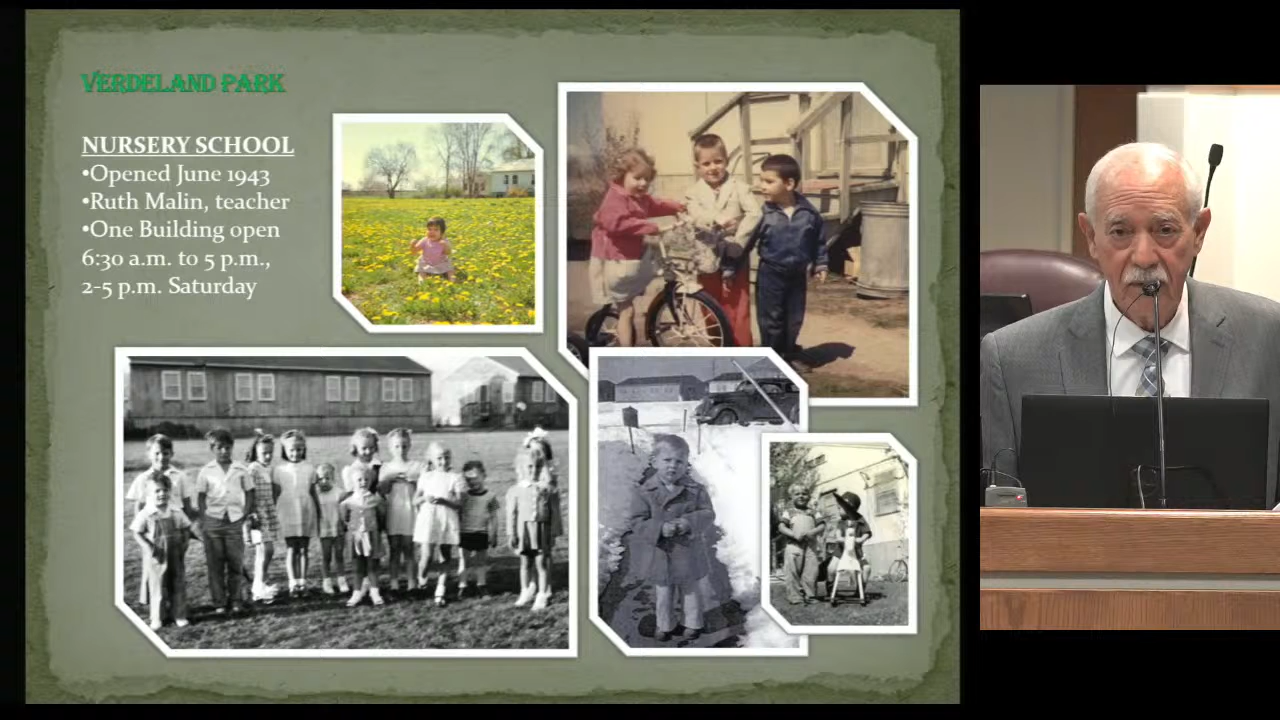 VERDELAND PARK
NURSERY SCHOOL
•Opened June 1943
•Ruth Malin, teacher
•One Building open
6:30 a.m. to 5 p.m.,
2-5 p.m. Saturday